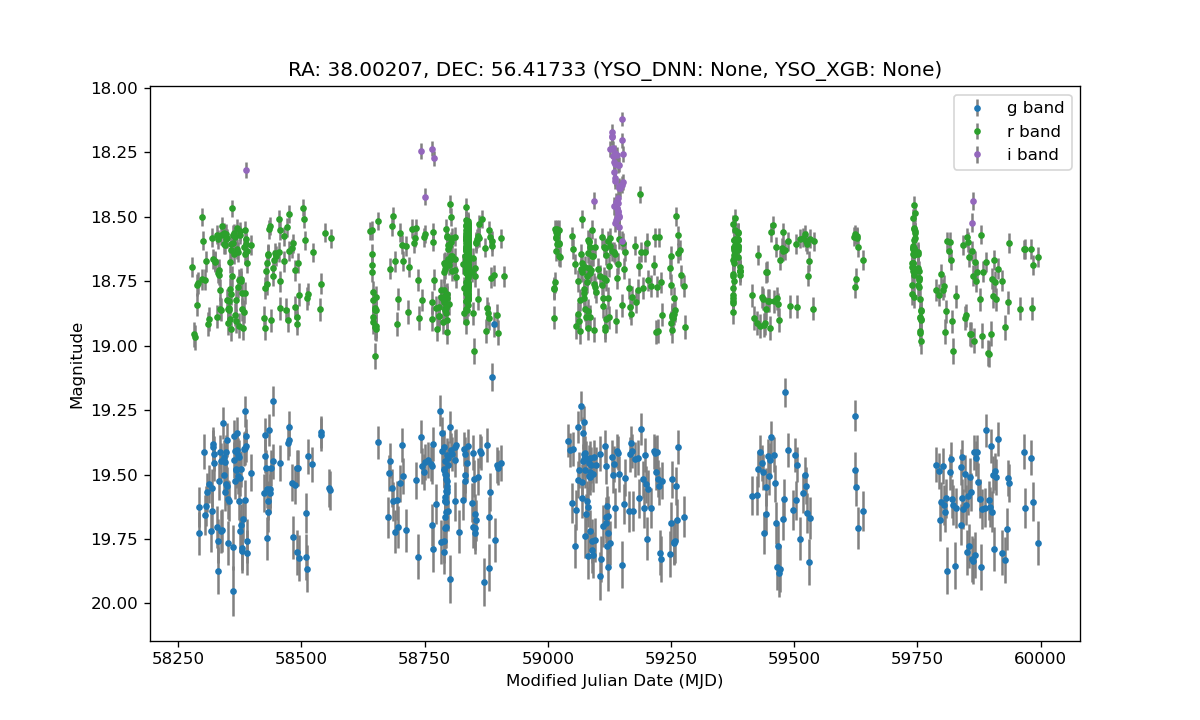 RA: 38.00207, DEC: 56.41733 (YSO_DNN: None, YSO_XGB: None)
g band
r band
i band
18.00
18.25
18.50
18.75
19.00
19.25
19.50
19.75
20.00
Magnitude
58250 58500 58750 59000 59250 59500 59750 60000
Modified Julian Date (MJD)